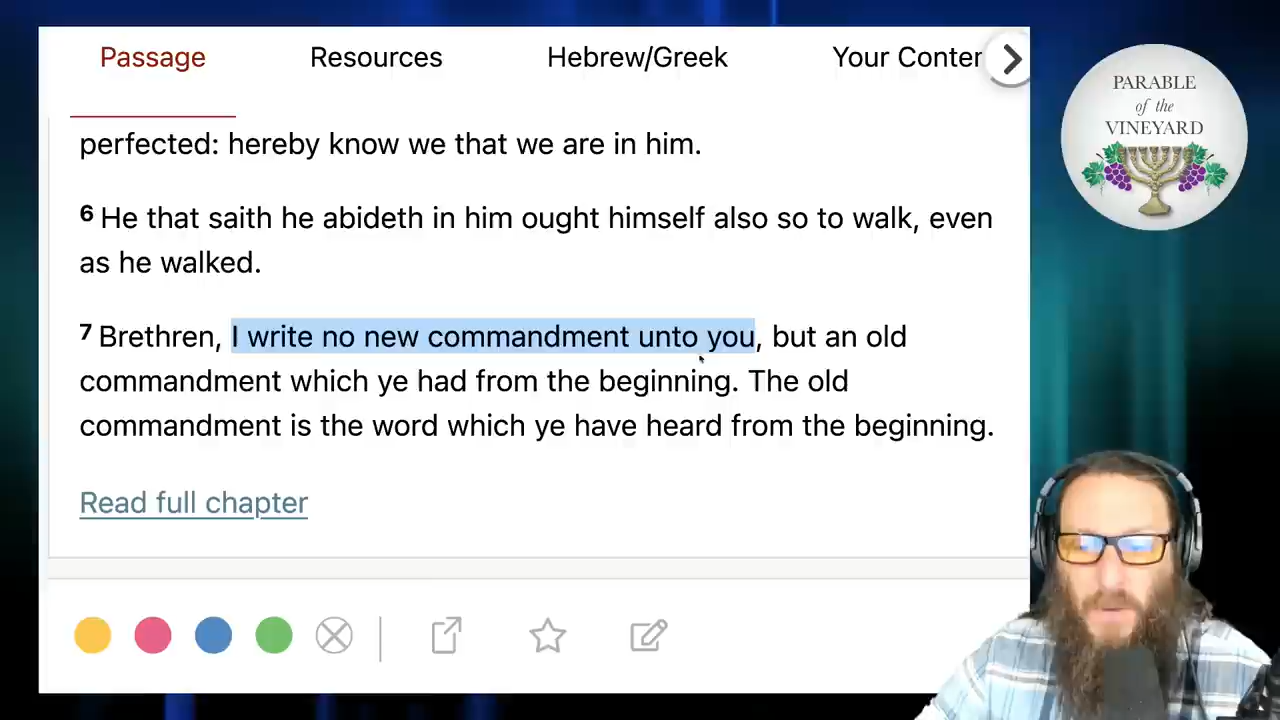 Passage
Resources
Hebrew/Greek
Your Conten
PARABLE
of the
VINEYARD
perfected: hereby know we that we are in him.
6 He that saith he abideth in him ought himself also so to walk, even
as he walked.
7 Brethren, I write no new commandment unto you, but an old
commandment which ye had from the beginning. The old
commandment is the word which ye have heard from the beginning.
Read full chapter